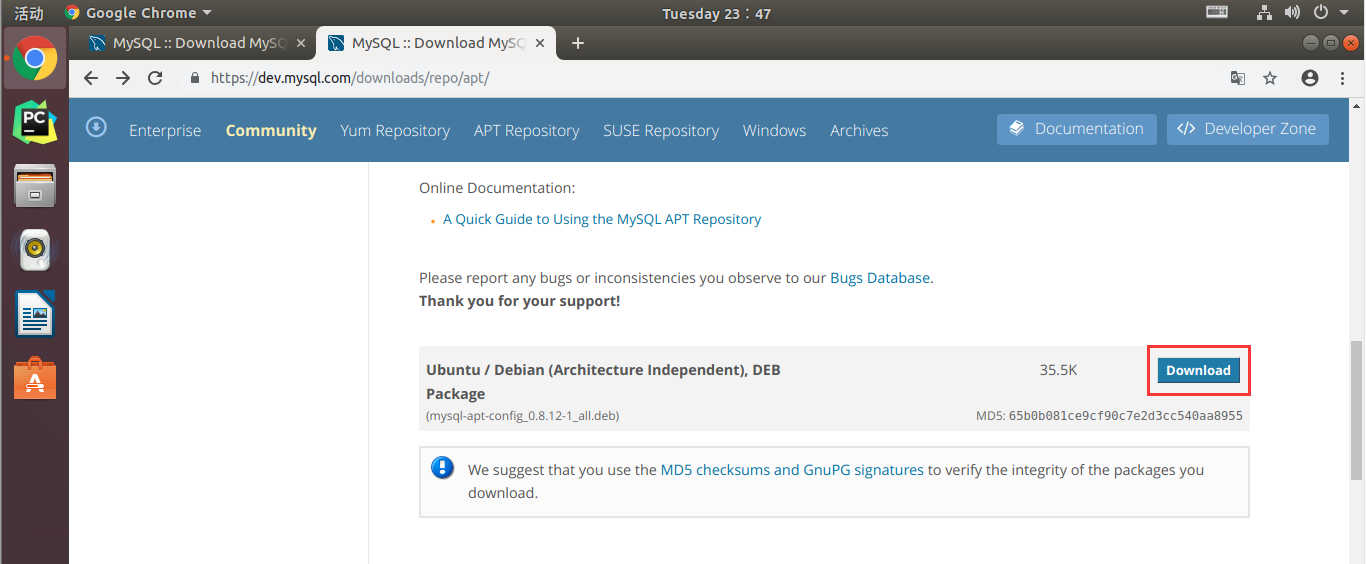 活动
Google Chrome
Tuesday 23：47
MySQL :: Download MySQ
MySQL :: Download MySQ
https://dev.mysql.com/downloads/repo/apt/
Enterprise
Community
Yum Repository
APT Repository
SUSE Repository
Windows
Archives
Documentation
Developer Zone
Online Documentation:
A Quick Guide to Using the MySQL APT Repository
Please report any bugs or inconsistencies you observe to our Bugs Database.
Thank you for your support!
Ubuntu / Debian (Architecture Independent), DEB
Package
35.5K
Download
(mysql-apt-config_0.8.12-1_all.deb)
MD5: 65b0b081ce9cf90c7e2d3cc540aa8955
We suggest that you use the MD5 checksums and GnuPG signatures to verify the integrity of the packages you
download.
PC